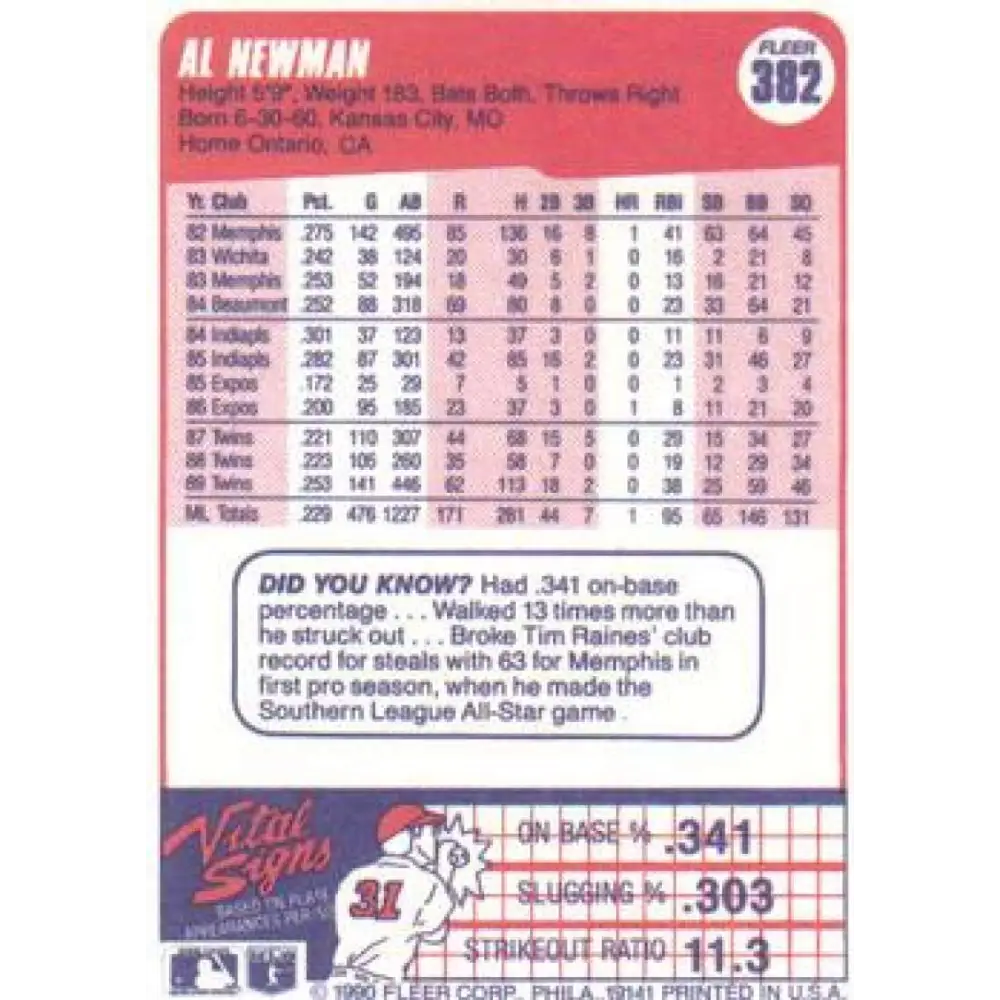 AL NEWMAN
FLEER
382
Height 5'9", Weight 183, Bats Both, Throws Right
Born 6-30-60, Kansas City, MO
Home Ontario, CA
Yr. Club Pct. G AB R H 2B 3B HR RBI SB BB SO
82 Memphis .275 142 495 85 136 16 8 1 41 63 64 45
83 Wichita .242 38 124 20 30 6 1 0 16 2 21 8
83 Memphis .253 52 194 18 49 5 2 0 13 16 21 12
84 Beaumont .252 88 318 69 80 8 0 0 23 33 64 21
84 Indiapls .301 37 123 13 37 3 0 0 11 11 6 9
85 Indiapls .282 87 301 42 85 16 2 0 23 31 46 27
85 Expos .172 25 29 7 5 1 0 0 1 2 3 4
86 Expos .200 95 185 23 37 3 0 1 8 11 21 20
87 Twins .221 110 307 44 68 15 5 0 29 15 34 27
88 Twins .223 105 260 35 58 7 0 0 19 12 29 34
89 Twins .253 141 446 62 113 18 2 0 38 25 59 46
ML Totals .229 476 1227 171 281 44 7 1 95 65 146 131
DID YOU KNOW? Had .341 on-base
percentage . . . Walked 13 times more than
he struck out . . . Broke Tim Raines' club
record for steals with 63 for Memphis in
first pro season, when he made the
Southern League All-Star game .
Vital
Signs
BASED ON PLATE
APPEARANCES PER SO
31
ON BASE % .341
SLUGGING % .303
STRIKEOUT RATIO 11.3
© 1990 FLEER CORP., PHILA., 19141 PRINTED IN U.S.A.